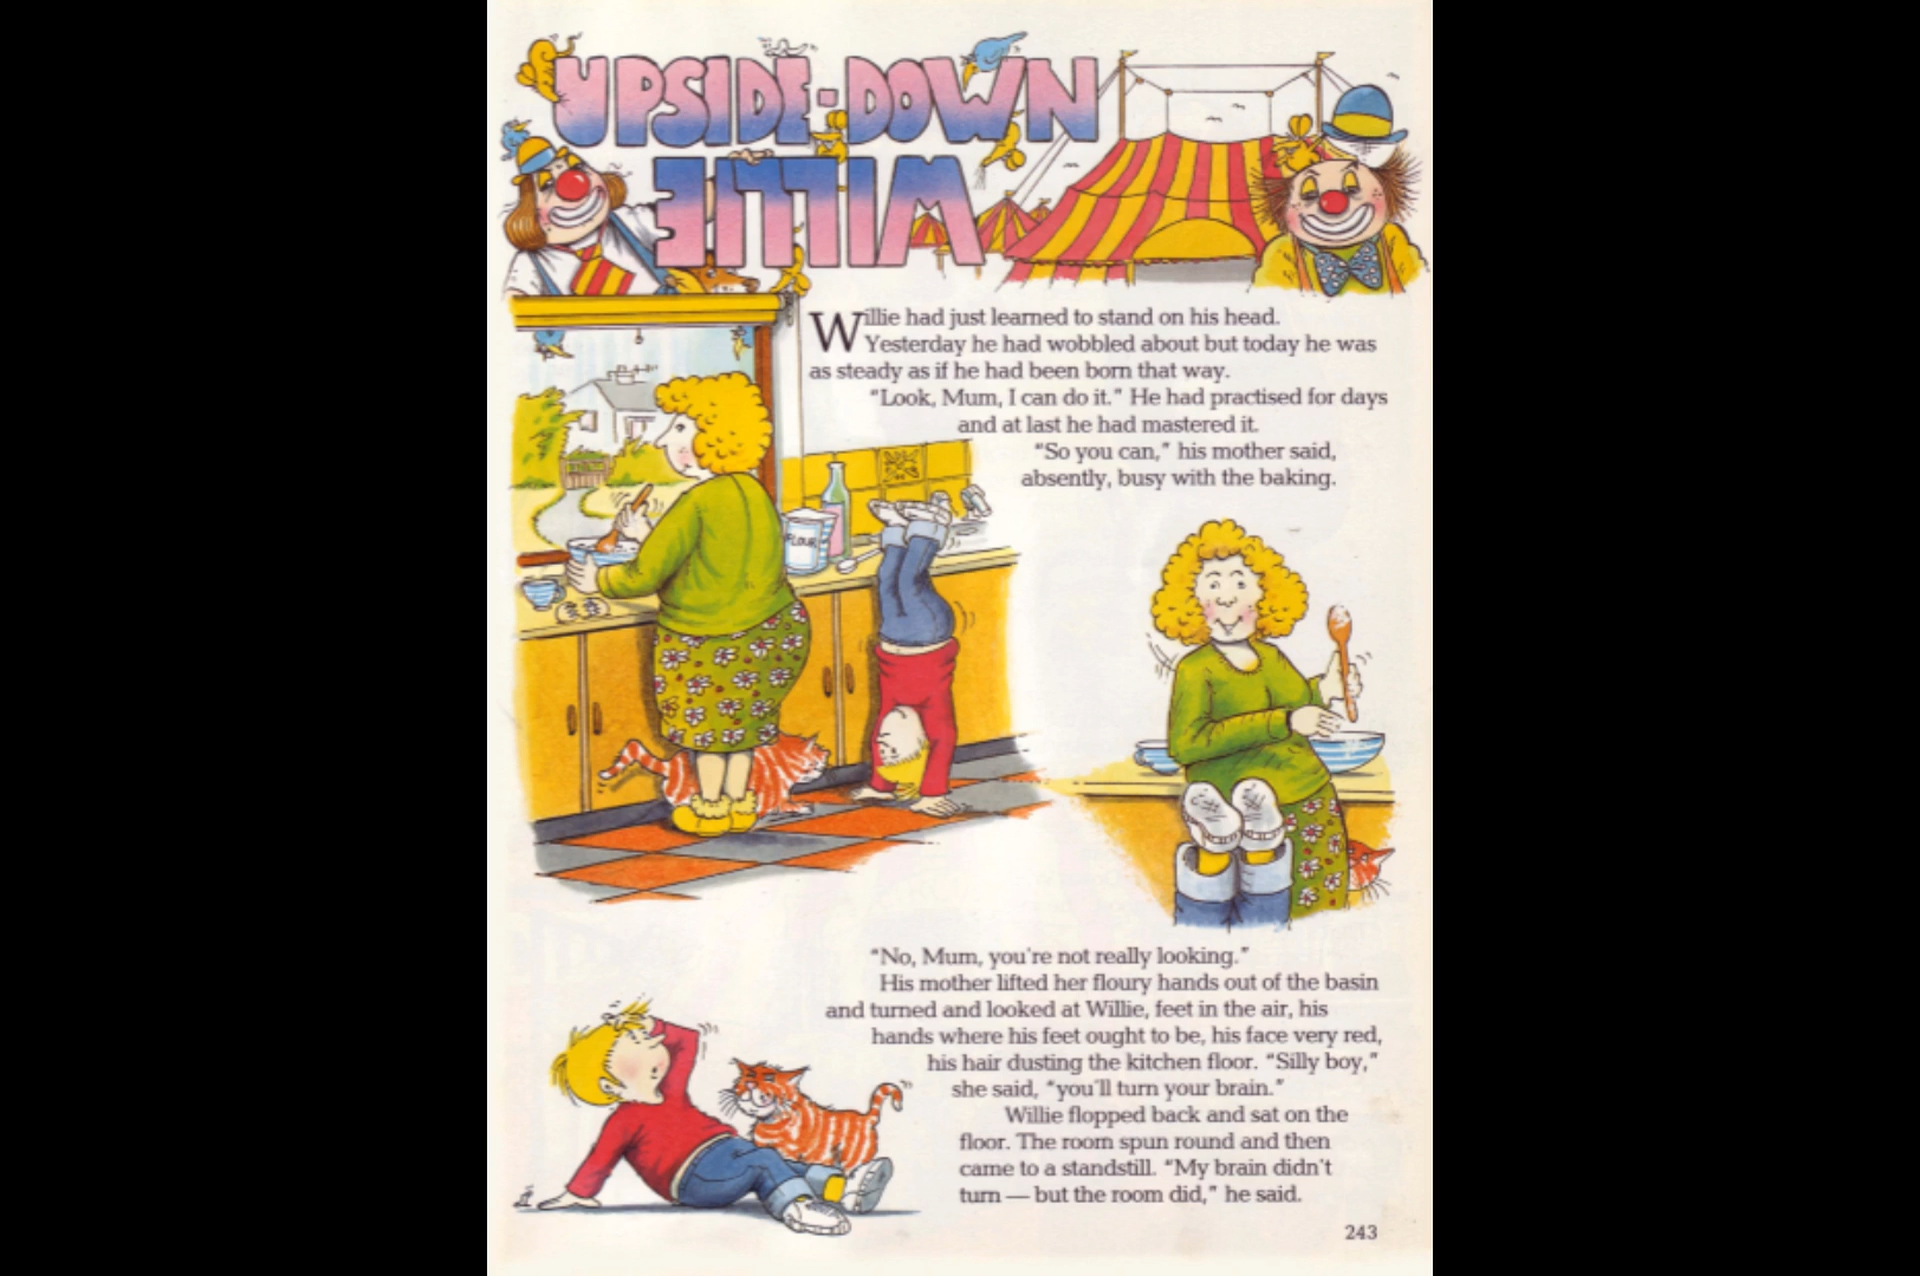 UPSIDE-DOWN
WILLIE
Willie had just learned to stand on his head.
Yesterday he had wobbled about but today he was
as steady as if he had been born that way.
"Look, Mum, I can do it." He had practised for days
and at last he had mastered it.
"So you can," his mother said,
absently, busy with the baking.
FLOUR
"No, Mum, you're not really looking."
His mother lifted her floury hands out of the basin
and turned and looked at Willie, feet in the air, his
hands where his feet ought to be, his face very red,
his hair dusting the kitchen floor. "Silly boy,"
she said, "you'll turn your brain."
Willie flopped back and sat on the
floor. The room spun round and then
came to a standstill. "My brain didn't
turn — but the room did," he said.
243